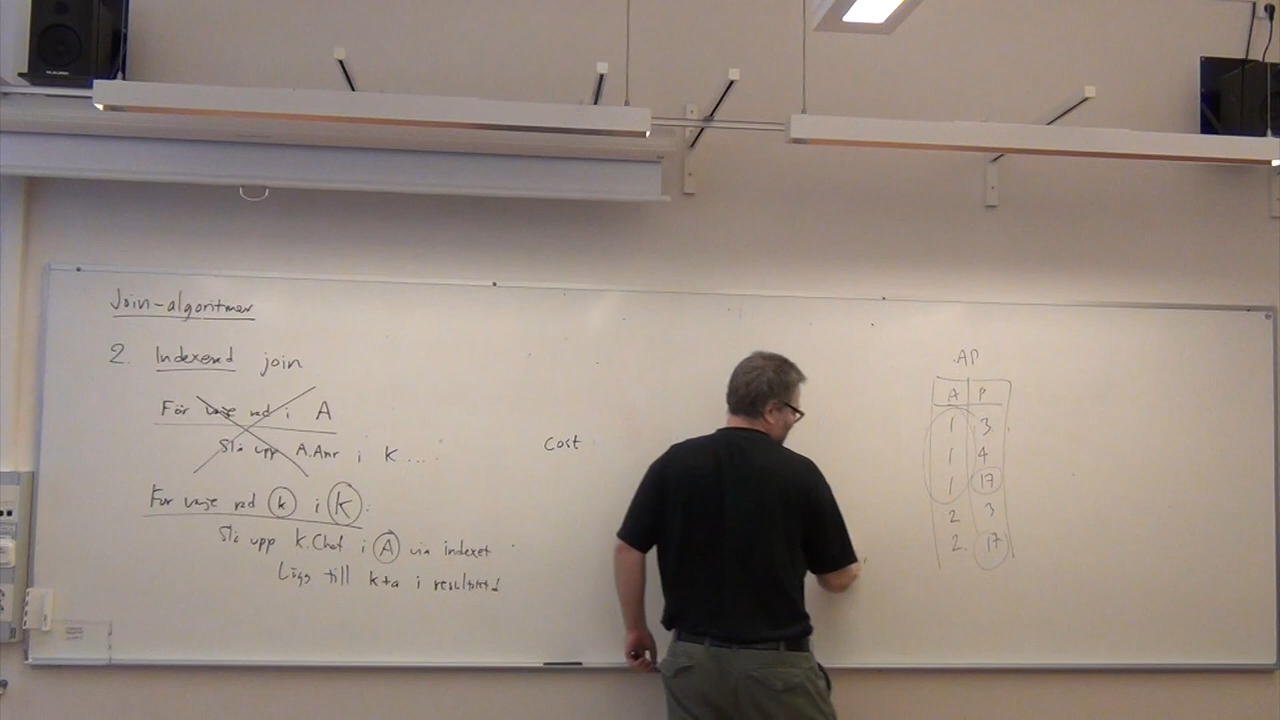 Join-algoritmer
2. Indexerad join
För varje rad i A
Slå upp A.Anr i K ...
För varje rad k i K:
Slå upp k.Chef i A via indexet
Lägg till k+a i resultatet
Cost
AP
A P
1 3
1 4
1 17
2 3
2 17